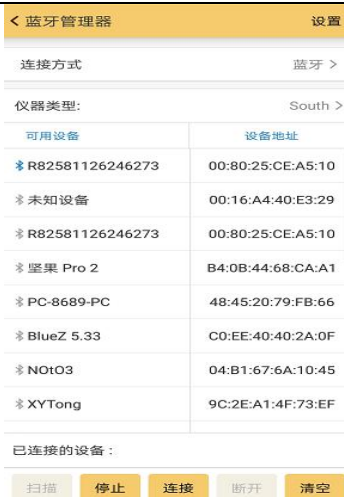 蓝牙管理器 设置
连接方式 蓝牙 >
仪器类型: South >
可用设备 设备地址
R82581126246273 00:80:25:CE:A5:10
未知设备 00:16:A4:40:E3:29
R82581126246273 00:80:25:CE:A5:10
坚果 Pro 2 B4:0B:44:68:CA:A1
PC-8689-PC 48:45:20:79:FB:66
BlueZ 5.33 C0:EE:40:40:2A:0F
NOtO3 04:B1:67:6A:10:45
XYTong 9C:2E:A1:4F:73:EF
已连接的设备：
扫描 停止 连接 断开 清空